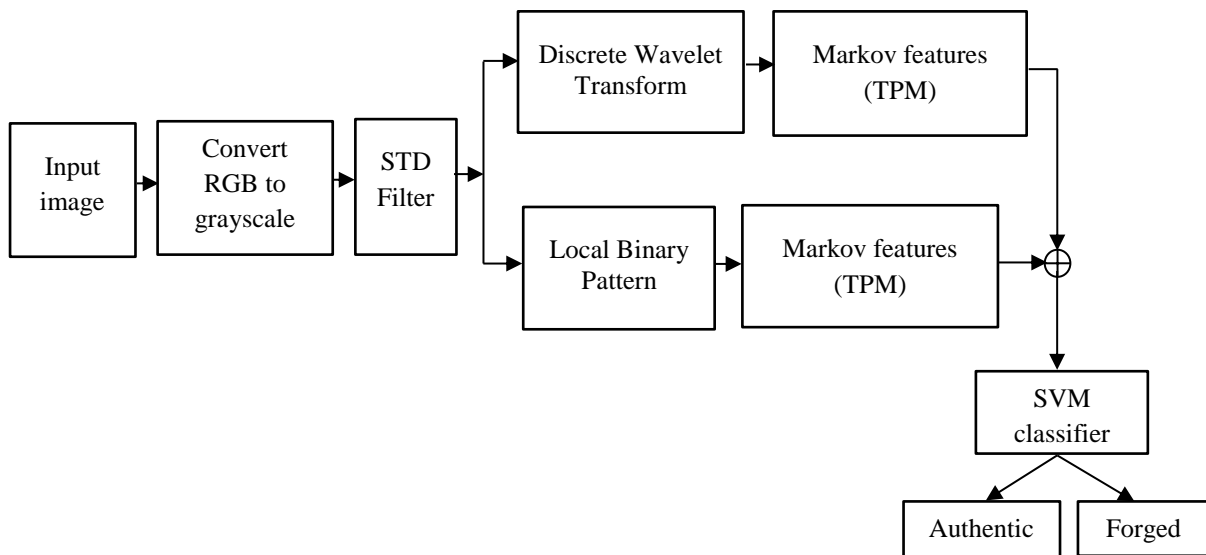 Input
image
Convert
RGB to
grayscale
STD
Filter
Discrete Wavelet
Transform
Markov features
(TPM)
Local Binary
Pattern
Markov features
(TPM)
SVM
classifier
Authentic
Forged